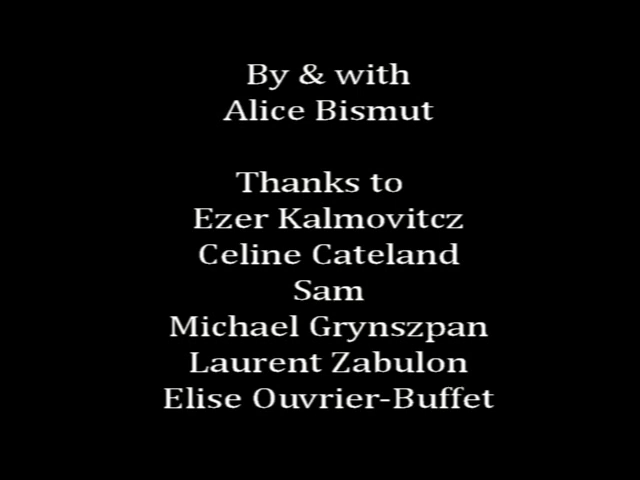 By & with
Alice Bismut
Thanks to
Ezer Kalmovitcz
Celine Cateland
Sam
Michael Grynszpan
Laurent Zabulon
Elise Ouvrier-Buffet